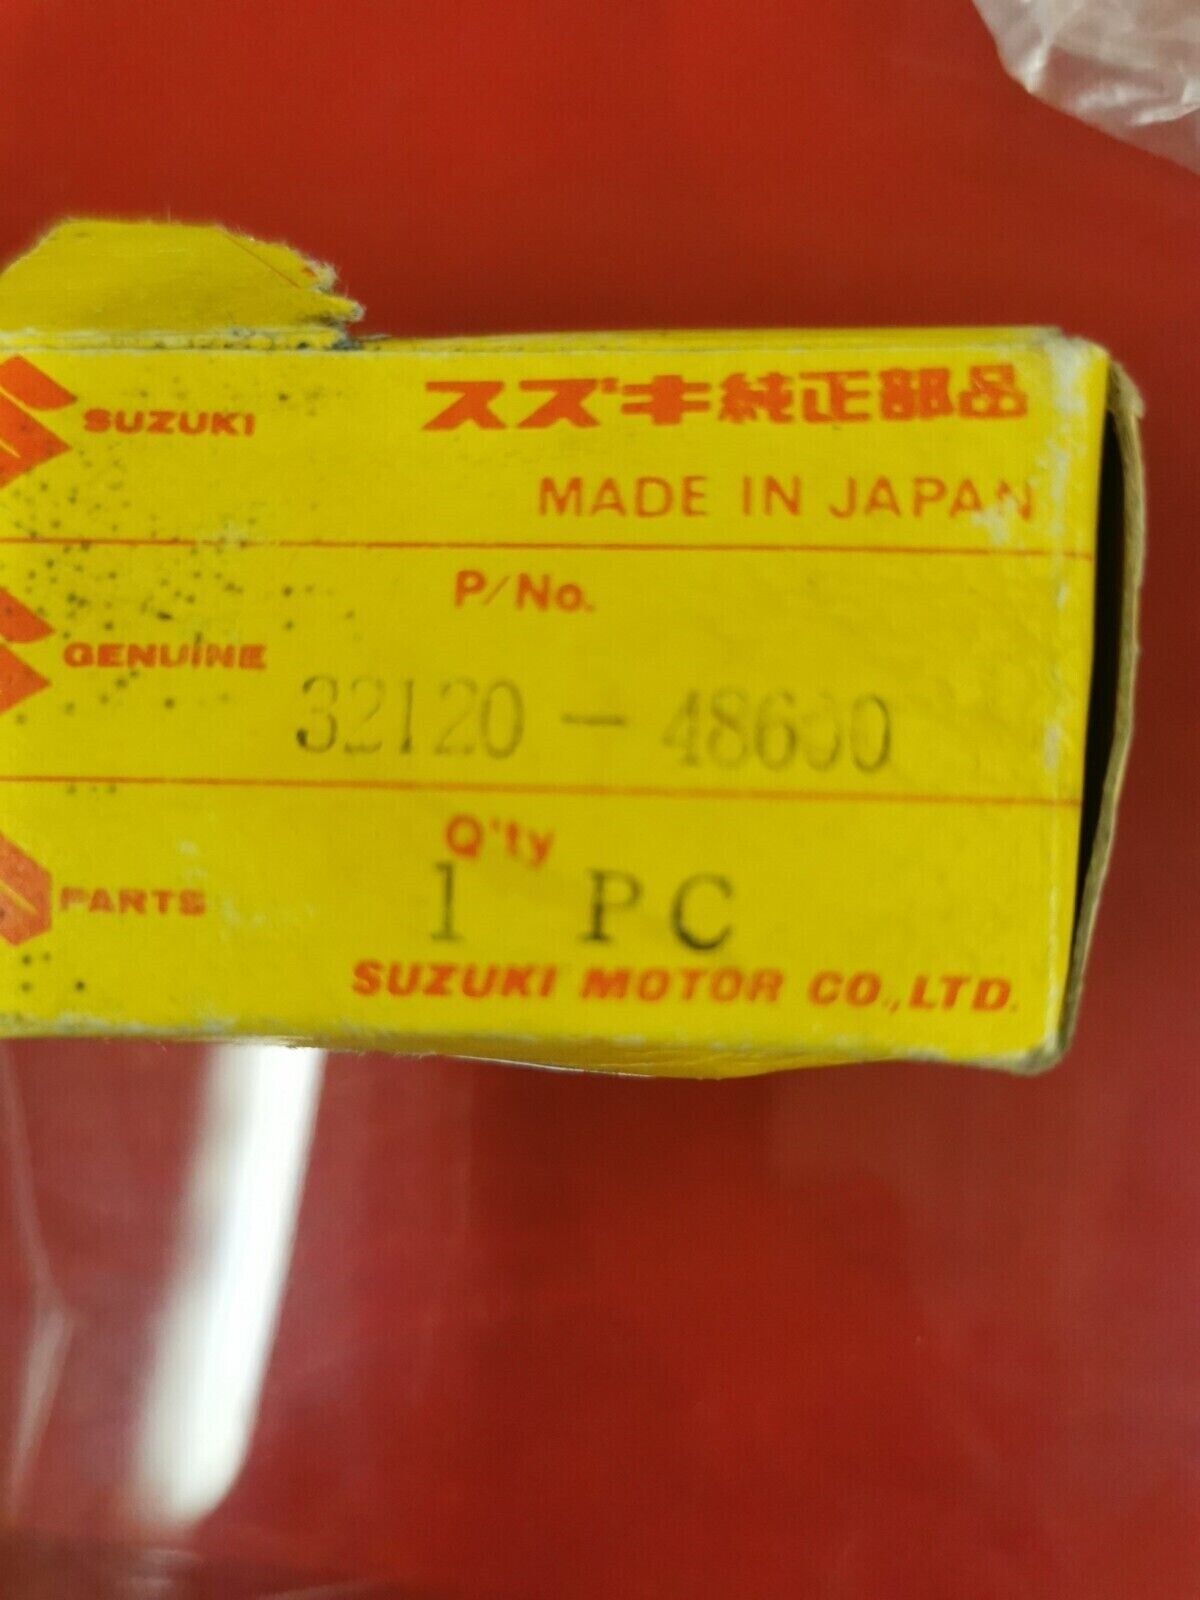 SUZUKI
スズキ純正部品
MADE IN JAPAN
P/No.
GENUINE
32120-48600
Q'ty
PARTS
1 PC
SUZUKI MOTOR CO.,LTD.